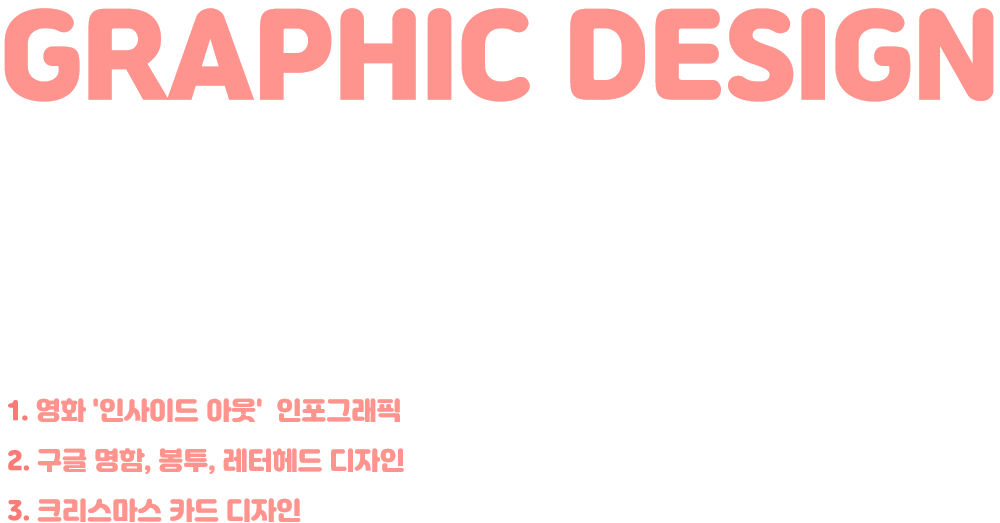 GRAPHIC DESIGN
1. 영화 '인사이드 아웃' 인포그래픽
2. 구글 명함, 봉투, 레터헤드 디자인
3. 크리스마스 카드 디자인